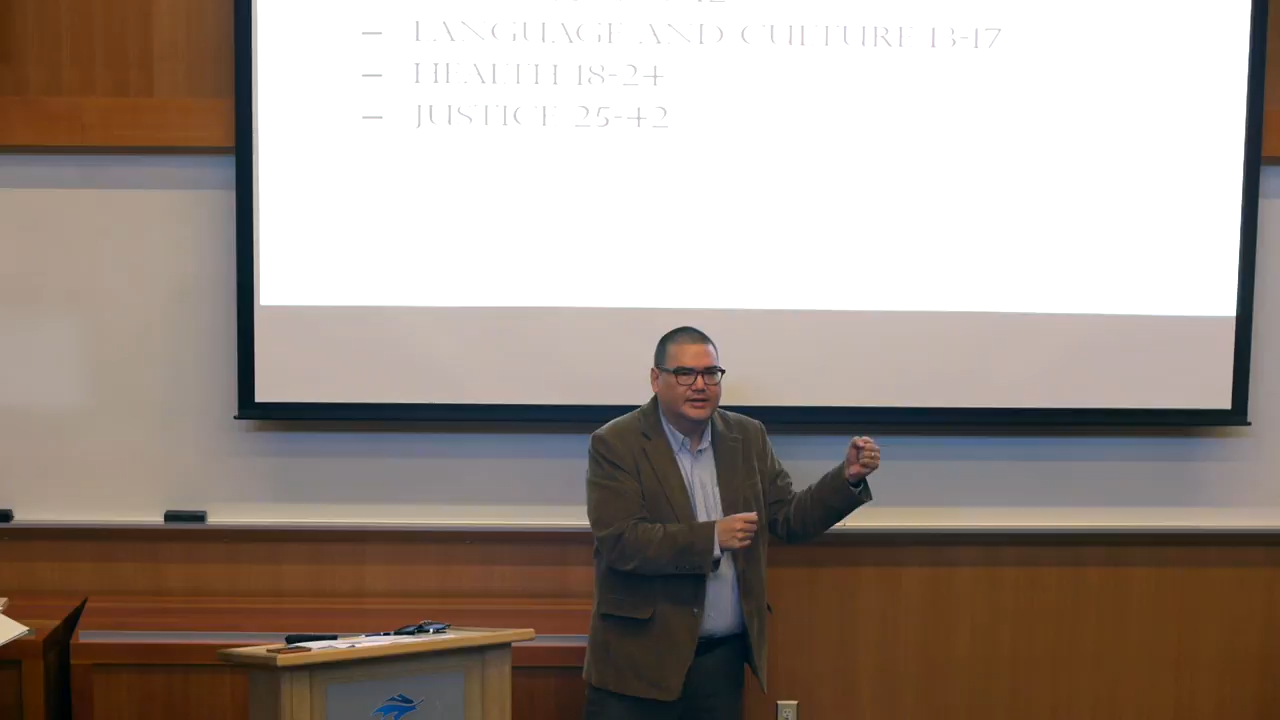 — LANGUAGE AND CULTURE 13-17
— HEALTH 18-24
— JUSTICE 25-42